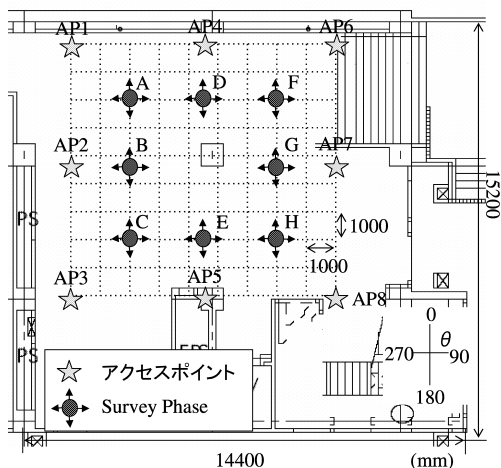 AP1 AP4 AP6
A D F
AP2 B G AP7
PS
C E H
1000
1000
15200
AP3 AP5 AP8
PS
0
270 θ 90
180
アクセスポイント
Survey Phase
14400 (mm)